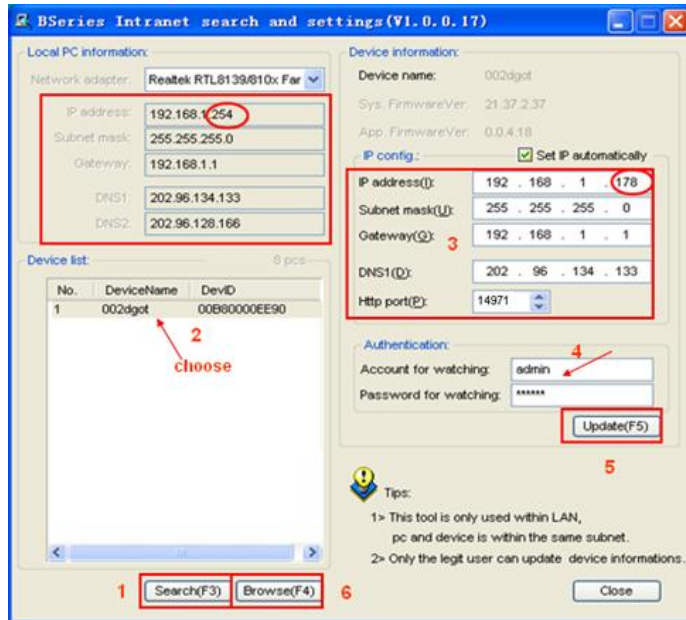 BSeries Intranet search and settings(V1.0.0.17)
Local PC information:
Network adapter: Realtek RTL8139/810x Far
IP address: 192.168.1.254
Subnet mask: 255.255.255.0
Gateway: 192.168.1.1
DNS1: 202.96.134.133
DNS2: 202.96.128.166
Device list: 8 pcs
No. DeviceName DevID
1 002dgot 00B80000EE90
2
choose
1 Search(F3) Browse(F4) 6
Device information:
Device name: 002dgot
Sys. FirmwareVer: 21.37.2.37
App. FirmwareVer: 0.0.4.18
IP config.: Set IP automatically
IP address(I): 192 . 168 . 1 . 178
Subnet mask(U): 255 . 255 . 255 . 0
Gateway(G): 192 . 168 . 1 . 1
3
DNS1(D): 202 . 96 . 134 . 133
Http port(P): 14971
Authentication:
4
Account for watching: admin
Password for watching: ******
Update(F5)
5
Tips:
1> This tool is only used within LAN,
pc and device is within the same subnet.
2> Only the legit user can update device informations.
Close